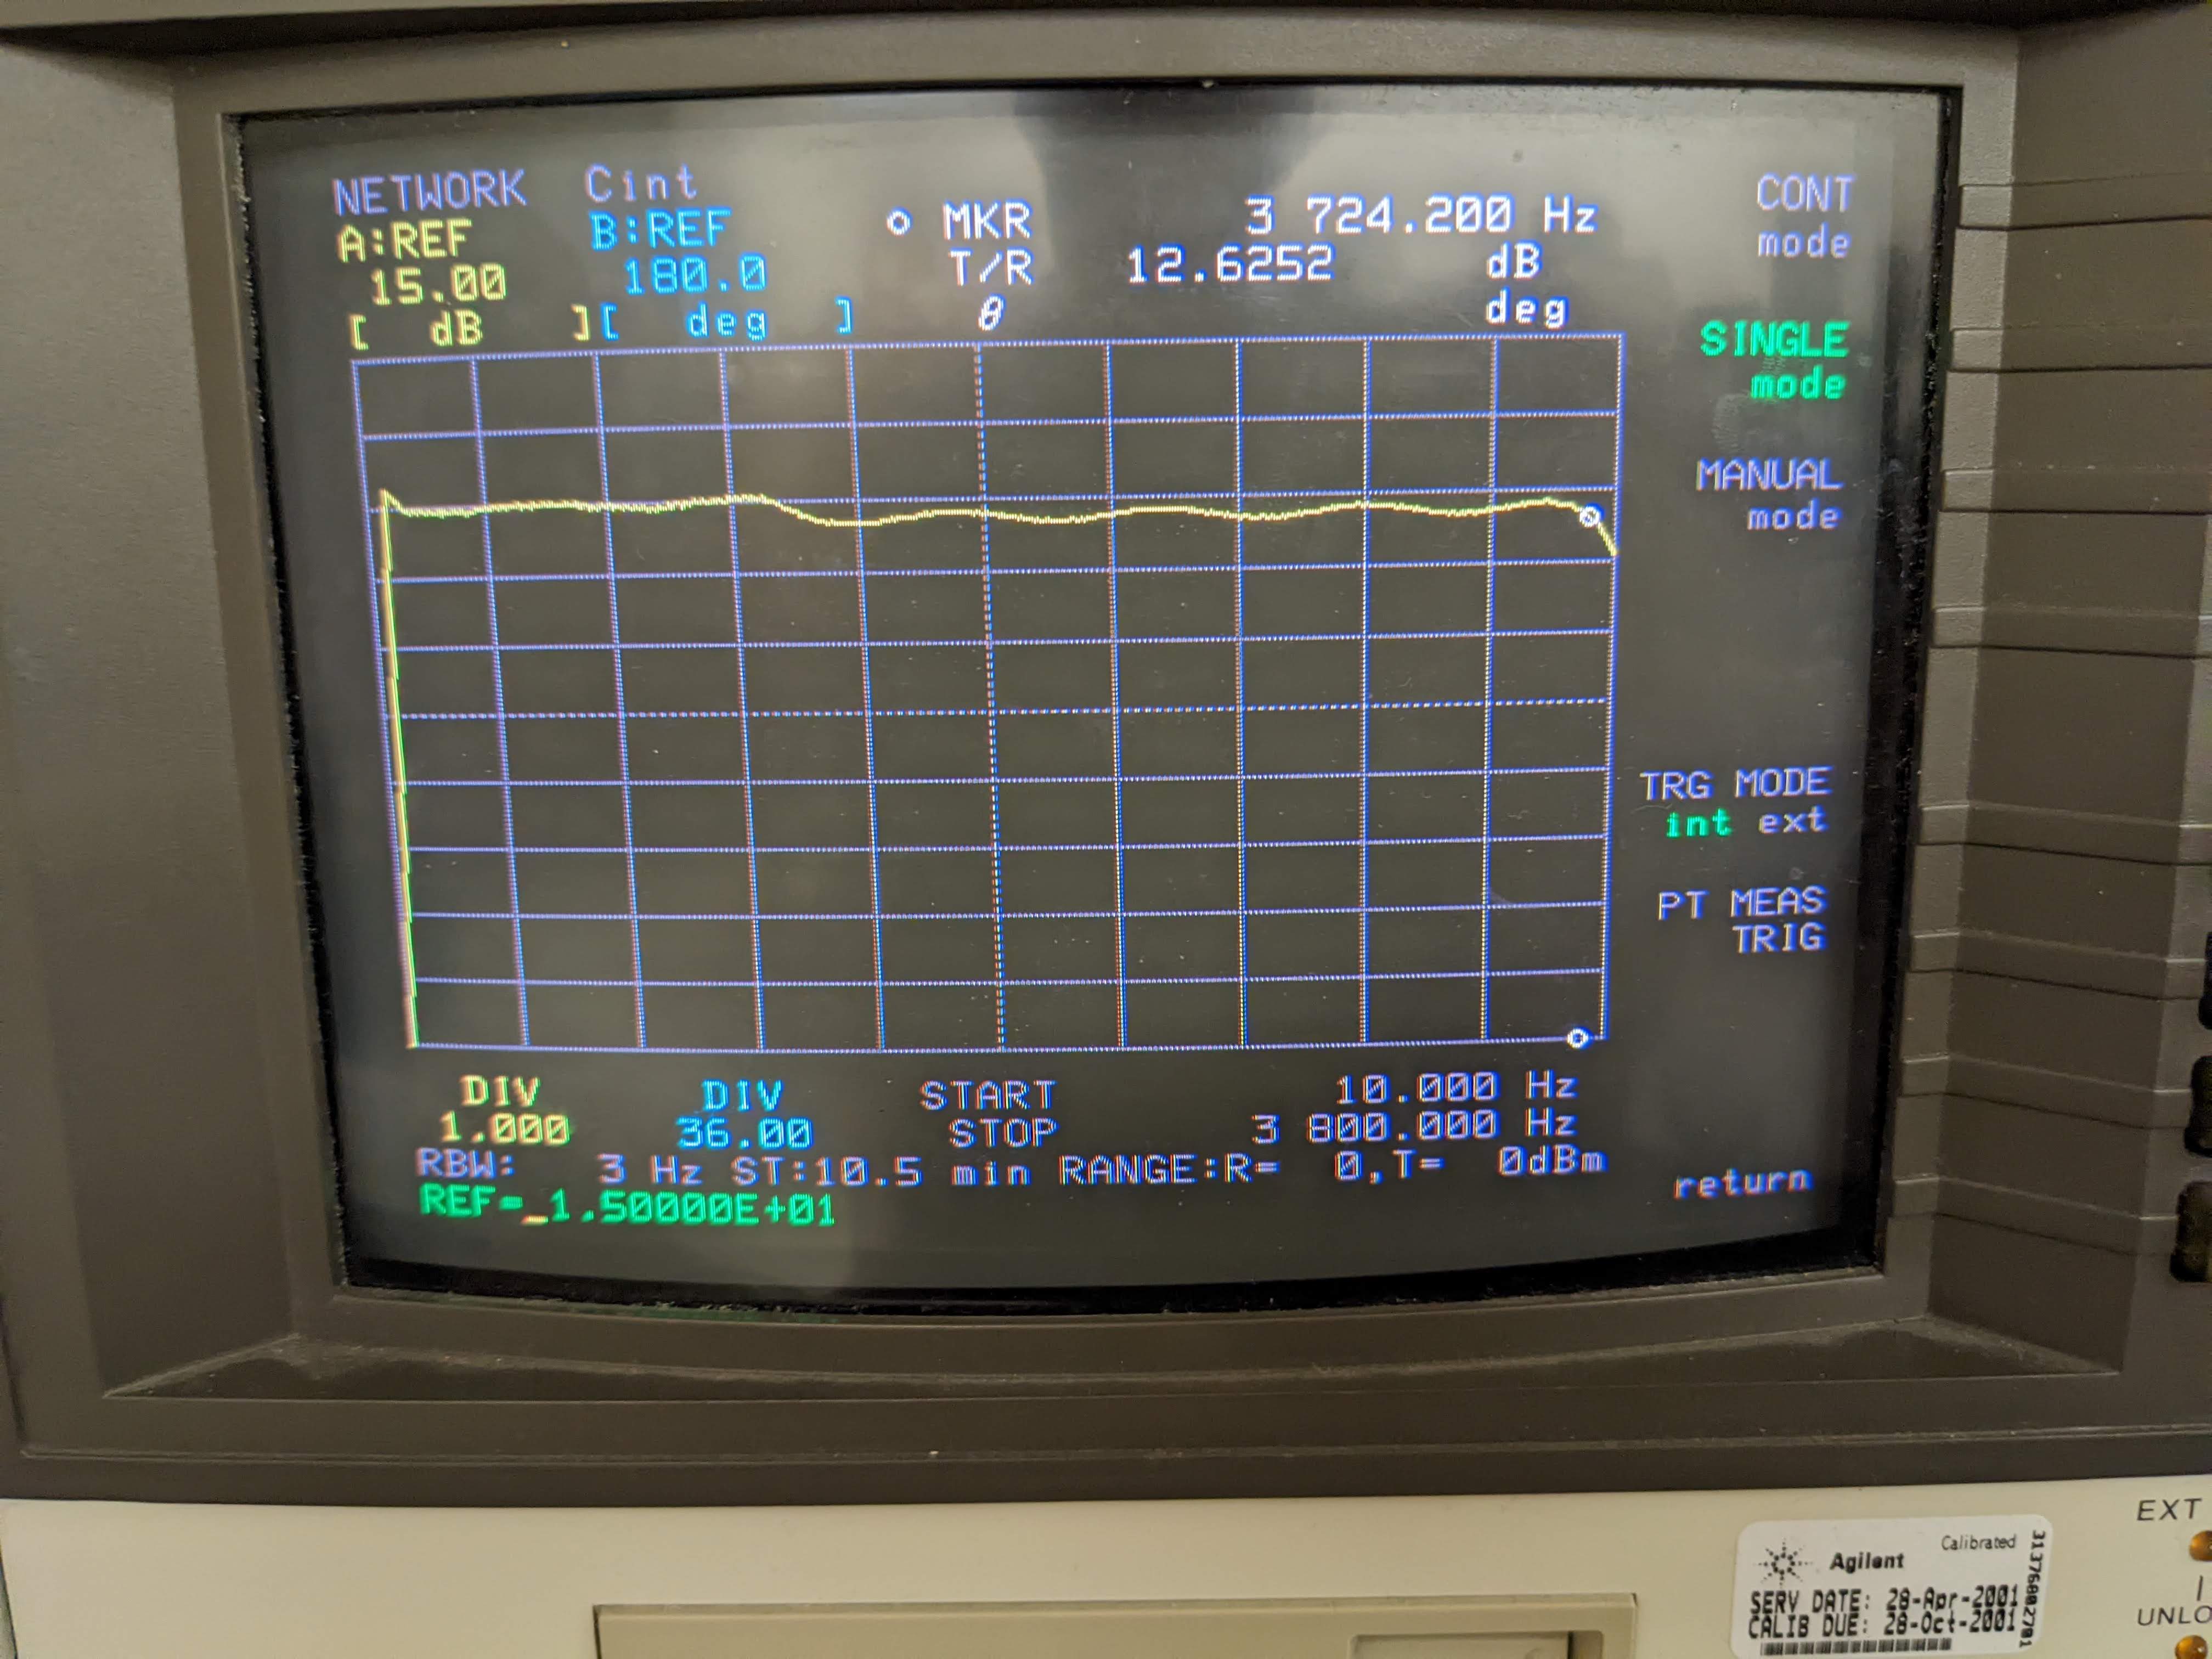 NETWORK Cint
A:REF B:REF o MKR 3 724.200 Hz
15.00 180.0 T/R 12.6252 dB
[ dB ][ deg ] θ deg
CONT
mode
SINGLE
mode
MANUAL
mode
TRG MODE
int ext
PT MEAS
TRIG
return
DIV DIV START 10.000 Hz
1.000 36.00 STOP 3 800.000 Hz
RBW: 3 Hz ST:10.5 min RANGE:R= 0,T= 0dBm
REF=_1.50000E+01
Calibrated
Agilent
SERV DATE: 28-Apr-2001
CALIB DUE: 28-Oct-2001
EXT
UNLO